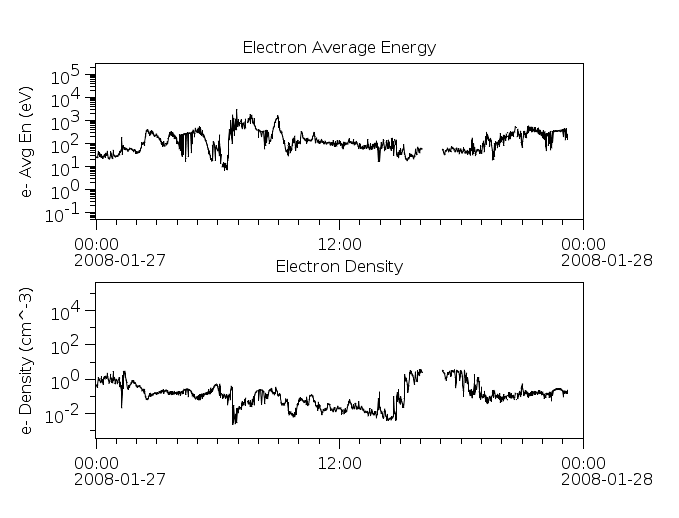 Electron Average Energy
e- Avg En (eV)
10^5
10^4
10^3
10^2
10^1
10^0
10^-1
00:00 12:00 00:00
2008-01-27 2008-01-28
Electron Density
e- Density (cm^-3)
10^4
10^2
10^0
10^-2
00:00 12:00 00:00
2008-01-27 2008-01-28